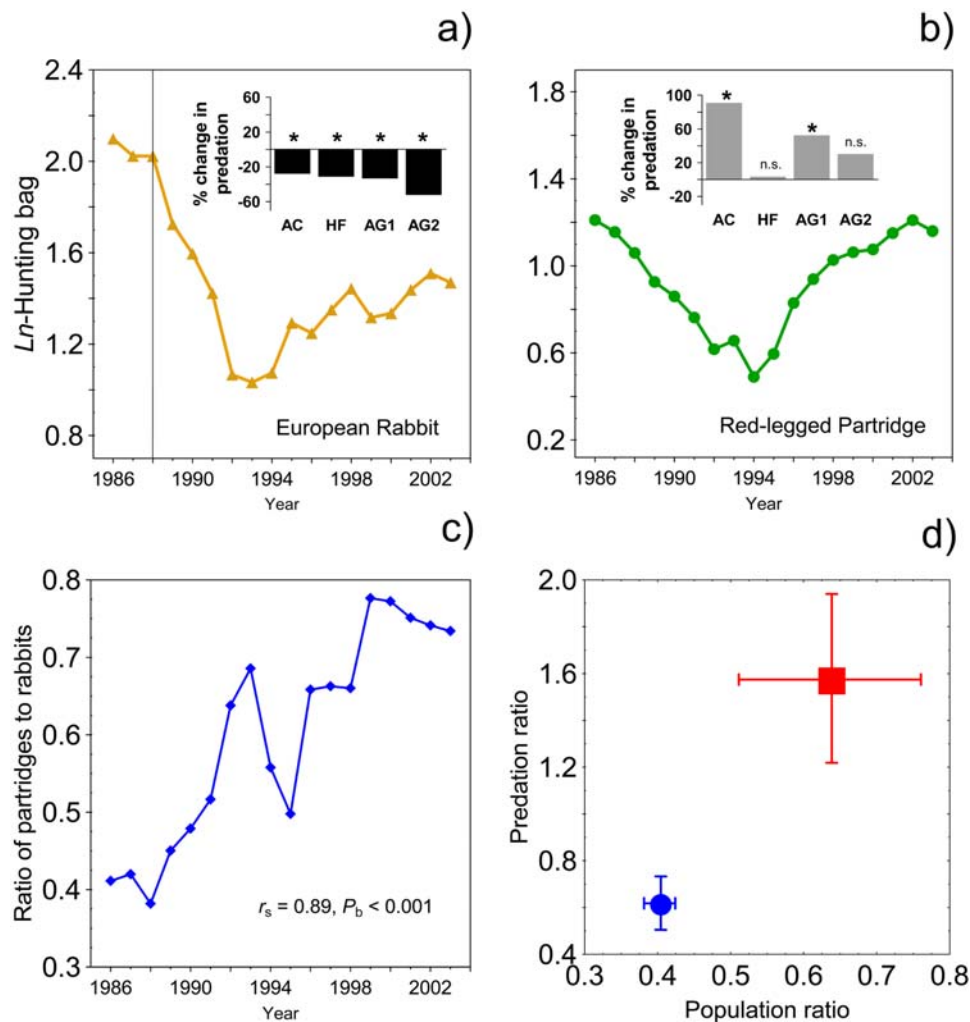 a)
2.4
2.0
1.6
1.2
0.8
Ln-Hunting bag
% change in
predation
60
20
-20
-60
* * * *
AC HF AG1 AG2
European Rabbit
1986 1990 1994 1998 2002
Year
b)
1.8
1.4
1.0
0.6
0.2
% change in
predation
100
60
20
-20
* n.s. * n.s.
AC HF AG1 AG2
Red-legged Partridge
1986 1990 1994 1998 2002
Year
c)
0.8
0.7
0.6
0.5
0.4
0.3
Ratio of partridges to rabbits
rs = 0.89, Pb < 0.001
1986 1990 1994 1998 2002
Year
d)
2.0
1.6
1.2
0.8
0.4
Predation ratio
0.3 0.4 0.5 0.6 0.7 0.8
Population ratio